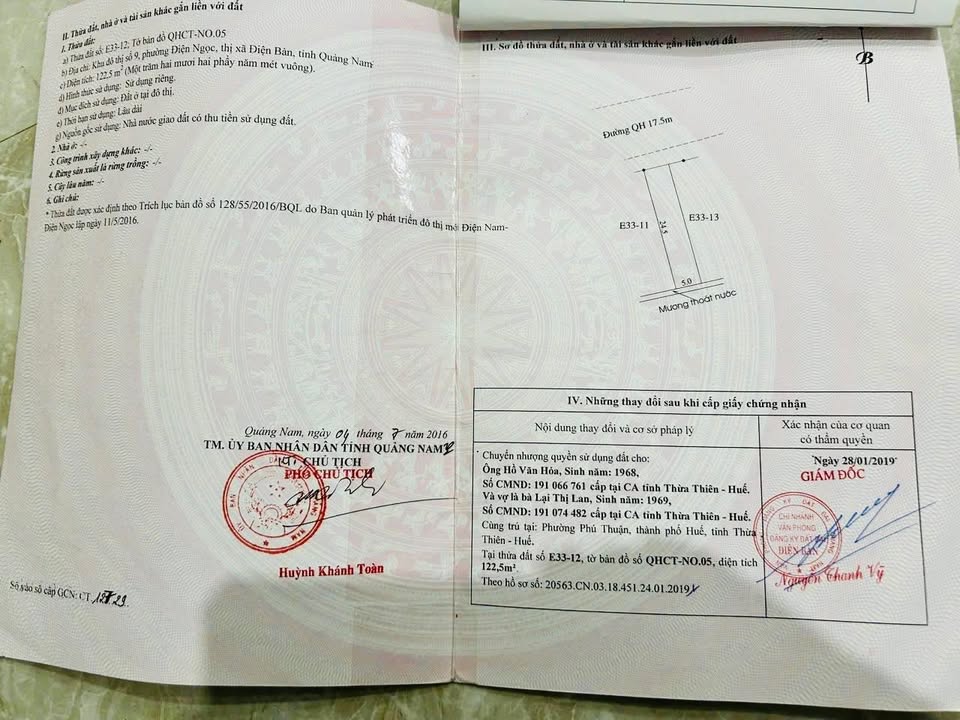 II. Thửa đất, nhà ở và tài sản khác gắn liền với đất
1. Thửa đất:
a) Thửa đất số: E33-12; Tờ bản đồ QHCT-NO.05
b) Địa chỉ: Khu đô thị số 9, phường Điện Ngọc, thị xã Điện Bàn, tỉnh Quảng Nam
c) Diện tích: 122,5 m² (Một trăm hai mươi hai phẩy năm mét vuông).
d) Hình thức sử dụng: Sử dụng riêng.
đ) Mục đích sử dụng: Đất ở tại đô thị.
e) Thời hạn sử dụng: Lâu dài
g) Nguồn gốc sử dụng: Nhà nước giao đất có thu tiền sử dụng đất.
2. Nhà ở: -/-
3. Công trình xây dựng khác: -/-
4. Rừng sản xuất là rừng trồng: -/-
5. Cây lâu năm: -/-
6. Ghi chú:
* Thửa đất được xác định theo Trích lục bản đồ số 128/55/2016/BQL do Ban quản lý phát triển đô thị mới Điện Nam-
Điện Ngọc lập ngày 11/5/2016.
Quảng Nam, ngày 04 tháng 7 năm 2016
TM. ỦY BAN NHÂN DÂN TỈNH QUẢNG NAM
KT. CHỦ TỊCH
PHÓ CHỦ TỊCH
Huỳnh Khánh Toàn
Số vào sổ cấp GCN: CT
III. Sơ đồ thửa đất, nhà ở và tài sản khác gắn liền với đất
B
Đường QH 17.5m
E33-11
24.5
E33-13
5.0
Mương thoát nước
IV. Những thay đổi sau khi cấp giấy chứng nhận
Nội dung thay đổi và cơ sở pháp lý
Xác nhận của cơ quan
có thẩm quyền
Chuyển nhượng quyền sử dụng đất cho:
Ông Hồ Văn Hỏa, Sinh năm: 1968,
Số CMND: 191 066 761 cấp tại CA tỉnh Thừa Thiên - Huế.
Và vợ là bà Lại Thị Lan, Sinh năm: 1969,
Số CMND: 191 074 482 cấp tại CA tỉnh Thừa Thiên - Huế.
Cùng trú tại: Phường Phú Thuận, thành phố Huế, tỉnh Thừa
Thiên - Huế.
Tại thửa đất số E33-12, tờ bản đồ số QHCT-NO.05, diện tích
122,5m².
Theo hồ sơ số: 20563.CN.03.18.451.24.01.2019
Ngày 28/01/2019
GIÁM ĐỐC
CHI NHÁNH
VĂN PHÒNG
ĐĂNG KÝ ĐẤT ĐAI
ĐIỆN BÀN
Nguyễn Thanh Vỹ